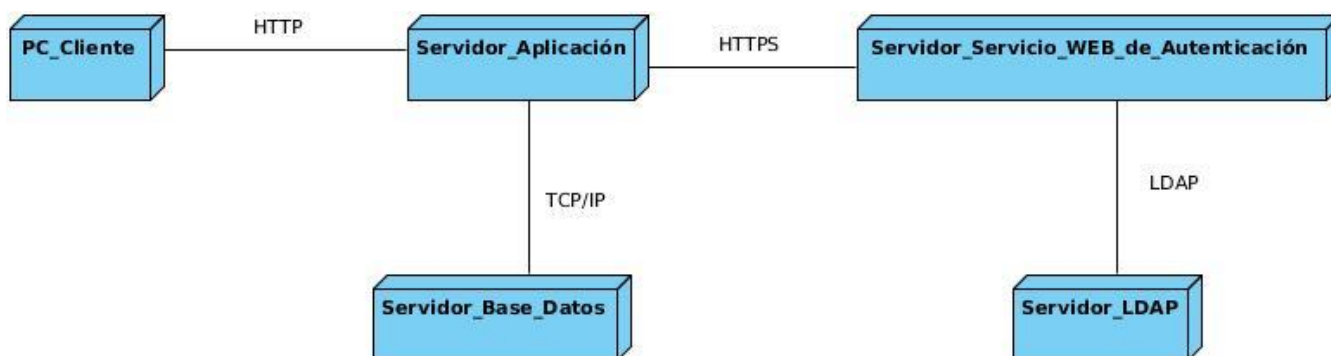 PC_Cliente
HTTP
Servidor_Aplicación
HTTPS
Servidor_Servicio_WEB_de_Autenticación
TCP/IP
LDAP
Servidor_Base_Datos
Servidor_LDAP